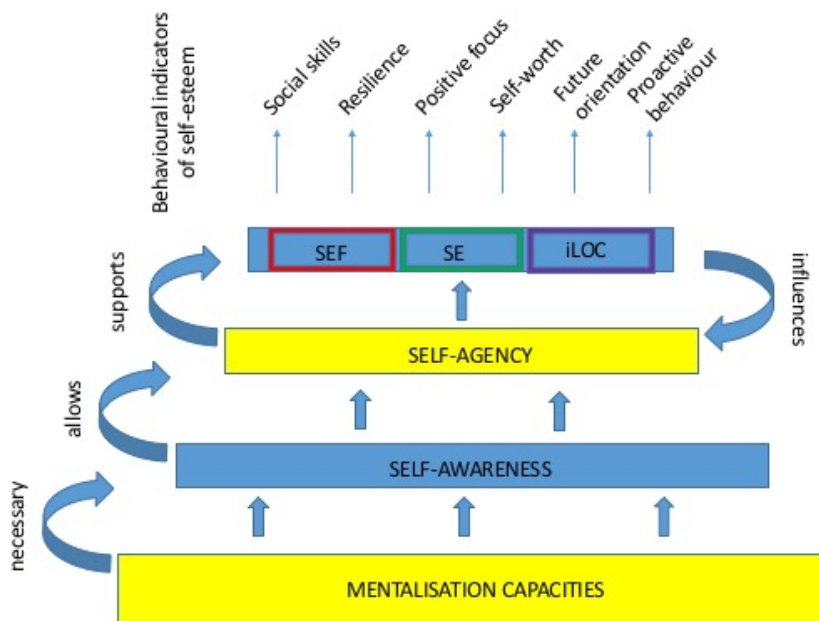 Behavioural indicators
of self-esteem
Social skills
Resilience
Positive focus
Self-worth
Future
orientation
Proactive
behaviour
SEF
SE
iLOC
supports
influences
SELF-AGENCY
allows
SELF-AWARENESS
necessary
MENTALISATION CAPACITIES